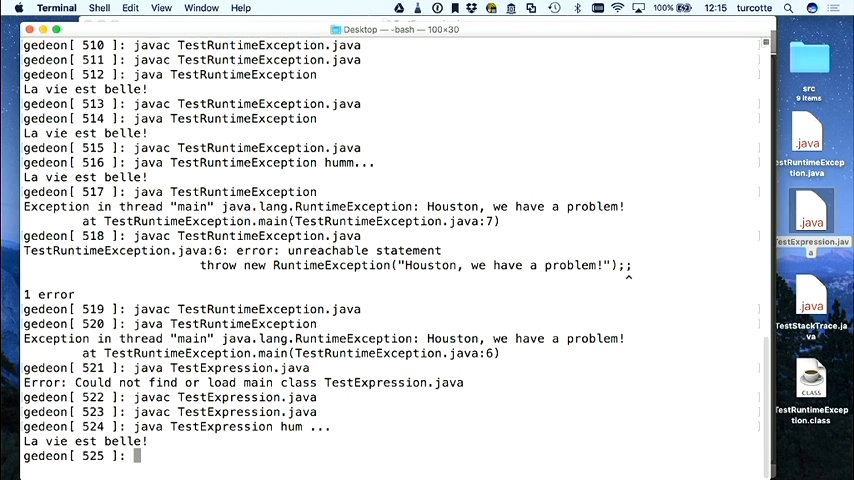 Terminal Shell Edit View Window Help 100% 12:15 turcotte
Desktop — -bash — 100×30
gedeon[ 510 ]: javac TestRuntimeException.java
gedeon[ 511 ]: javac TestRuntimeException.java
gedeon[ 512 ]: java TestRuntimeException
La vie est belle!
gedeon[ 513 ]: javac TestRuntimeException.java
gedeon[ 514 ]: java TestRuntimeException
La vie est belle!
gedeon[ 515 ]: javac TestRuntimeException.java
gedeon[ 516 ]: java TestRuntimeException humm...
La vie est belle!
gedeon[ 517 ]: java TestRuntimeException
Exception in thread "main" java.lang.RuntimeException: Houston, we have a problem!
at TestRuntimeException.main(TestRuntimeException.java:7)
gedeon[ 518 ]: javac TestRuntimeException.java
TestRuntimeException.java:6: error: unreachable statement
throw new RuntimeException("Houston, we have a problem!");;
^
1 error
gedeon[ 519 ]: javac TestRuntimeException.java
gedeon[ 520 ]: java TestRuntimeException
Exception in thread "main" java.lang.RuntimeException: Houston, we have a problem!
at TestRuntimeException.main(TestRuntimeException.java:6)
gedeon[ 521 ]: java TestExpression.java
Error: Could not find or load main class TestExpression.java
gedeon[ 522 ]: javac TestExpression.java
gedeon[ 523 ]: javac TestExpression.java
gedeon[ 524 ]: java TestExpression hum ...
La vie est belle!
gedeon[ 525 ]:
src
9 items
.java
TestRuntimeExcep
tion.java
.java
TestExpression.jav
a
.java
TestStackTrace.ja
va
CLASS
TestRuntimeExcep
tion.class